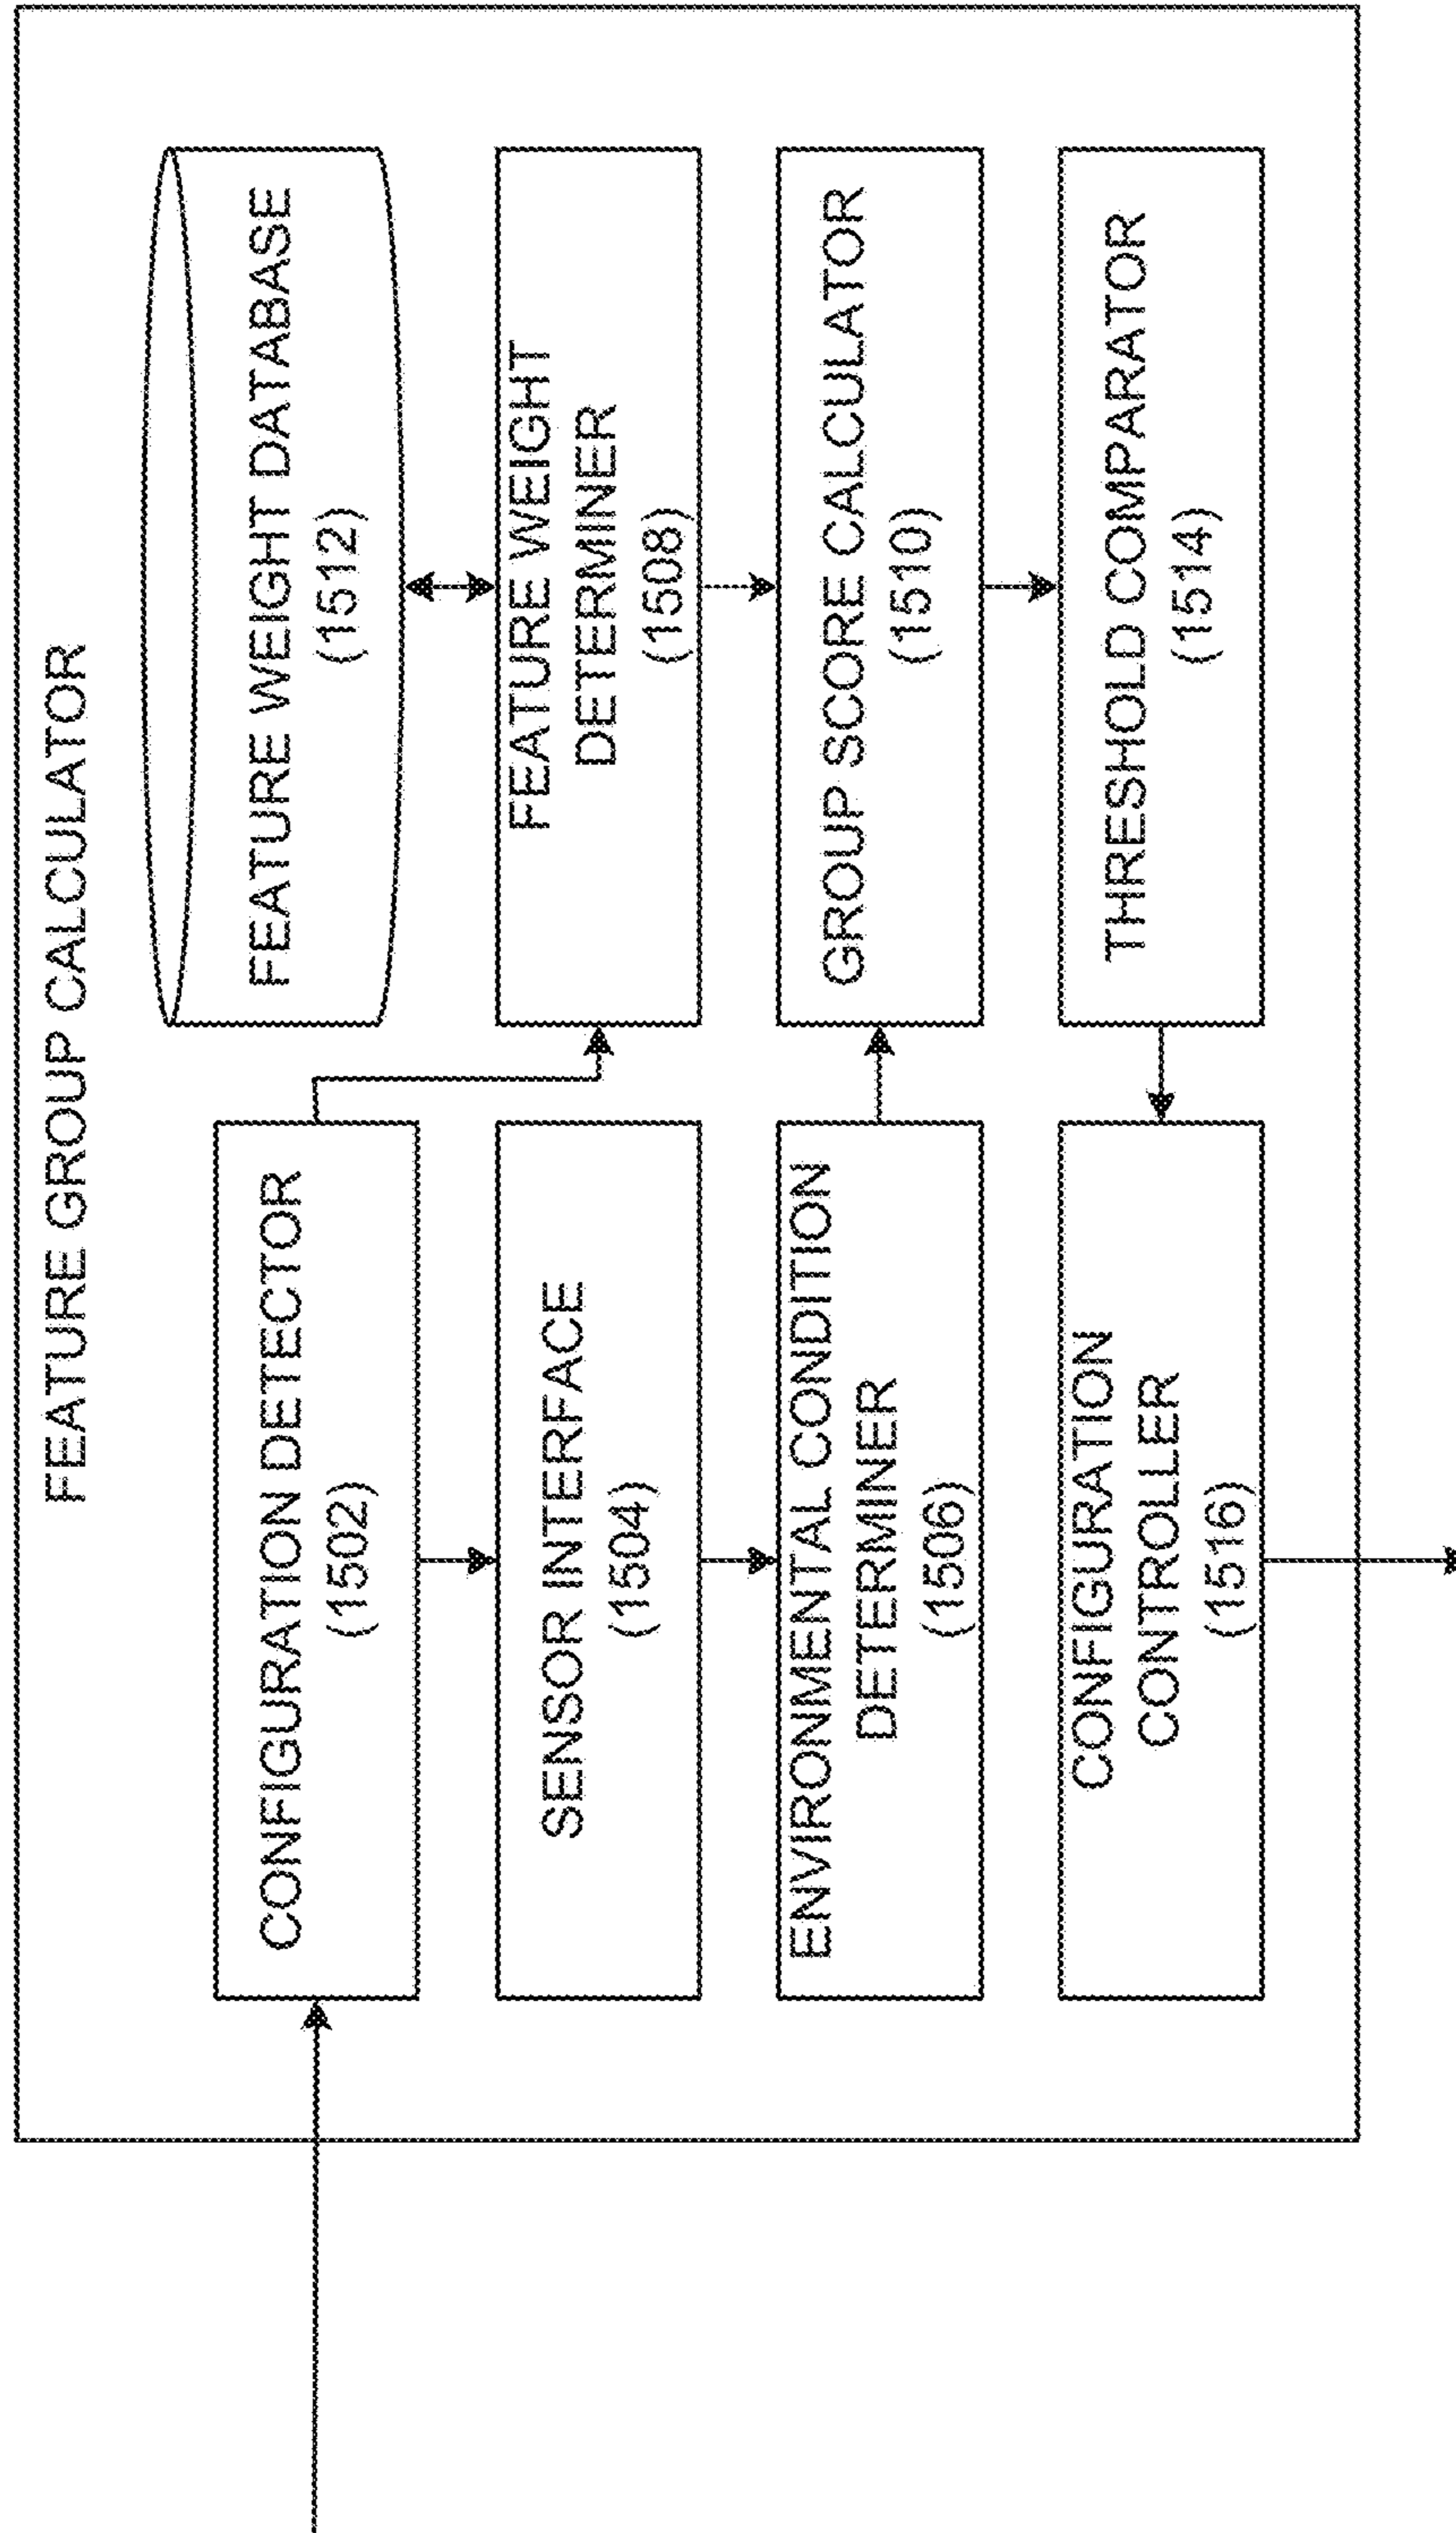 FEATURE GROUP CALCULATOR
CONFIGURATION DETECTOR
(1502)
SENSOR INTERFACE
(1504)
ENVIRONMENTAL CONDITION
DETERMINER
(1506)
CONFIGURATION
CONTROLLER
(1516)
FEATURE WEIGHT DATABASE
(1512)
FEATURE WEIGHT
DETERMINER
(1508)
GROUP SCORE CALCULATOR
(1510)
THRESHOLD COMPARATOR
(1514)